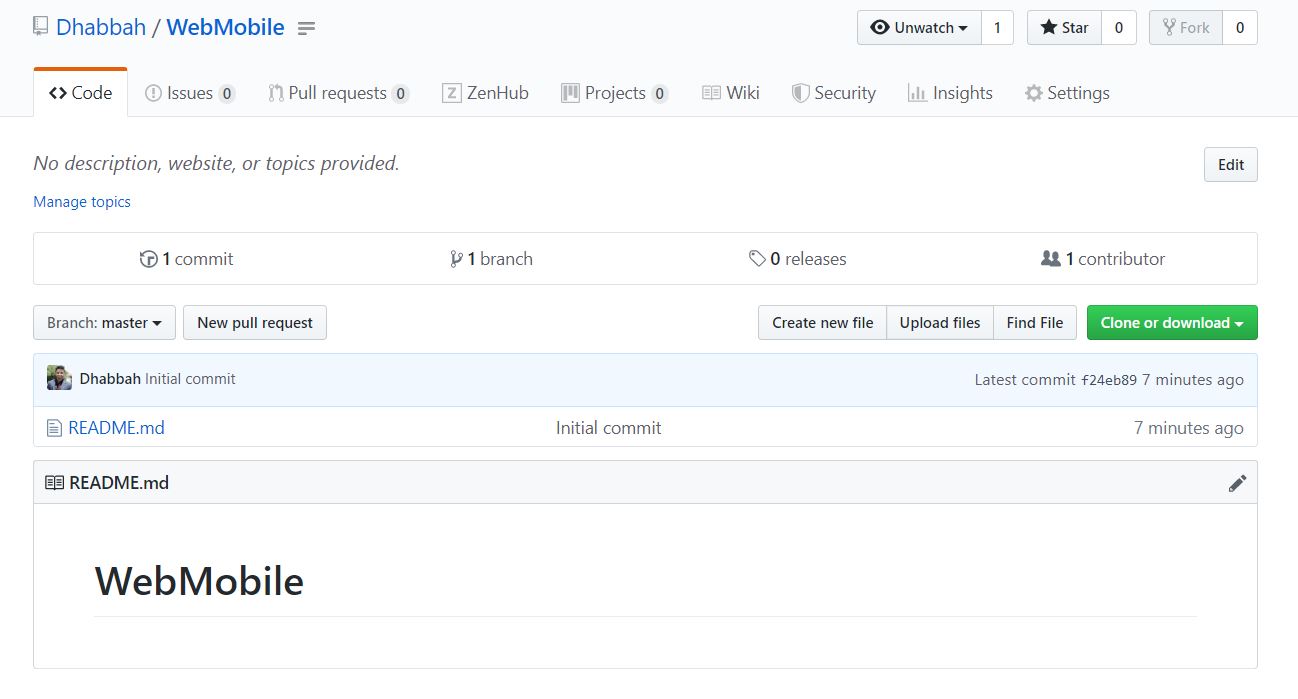 Dhabbah / WebMobile
Unwatch 1 Star 0 Fork 0
Code Issues 0 Pull requests 0 Z ZenHub Projects 0 Wiki Security Insights Settings
No description, website, or topics provided. Edit
Manage topics
1 commit 1 branch 0 releases 1 contributor
Branch: master New pull request Create new file Upload files Find File Clone or download
Dhabbah Initial commit Latest commit f24eb89 7 minutes ago
README.md Initial commit 7 minutes ago
README.md
WebMobile